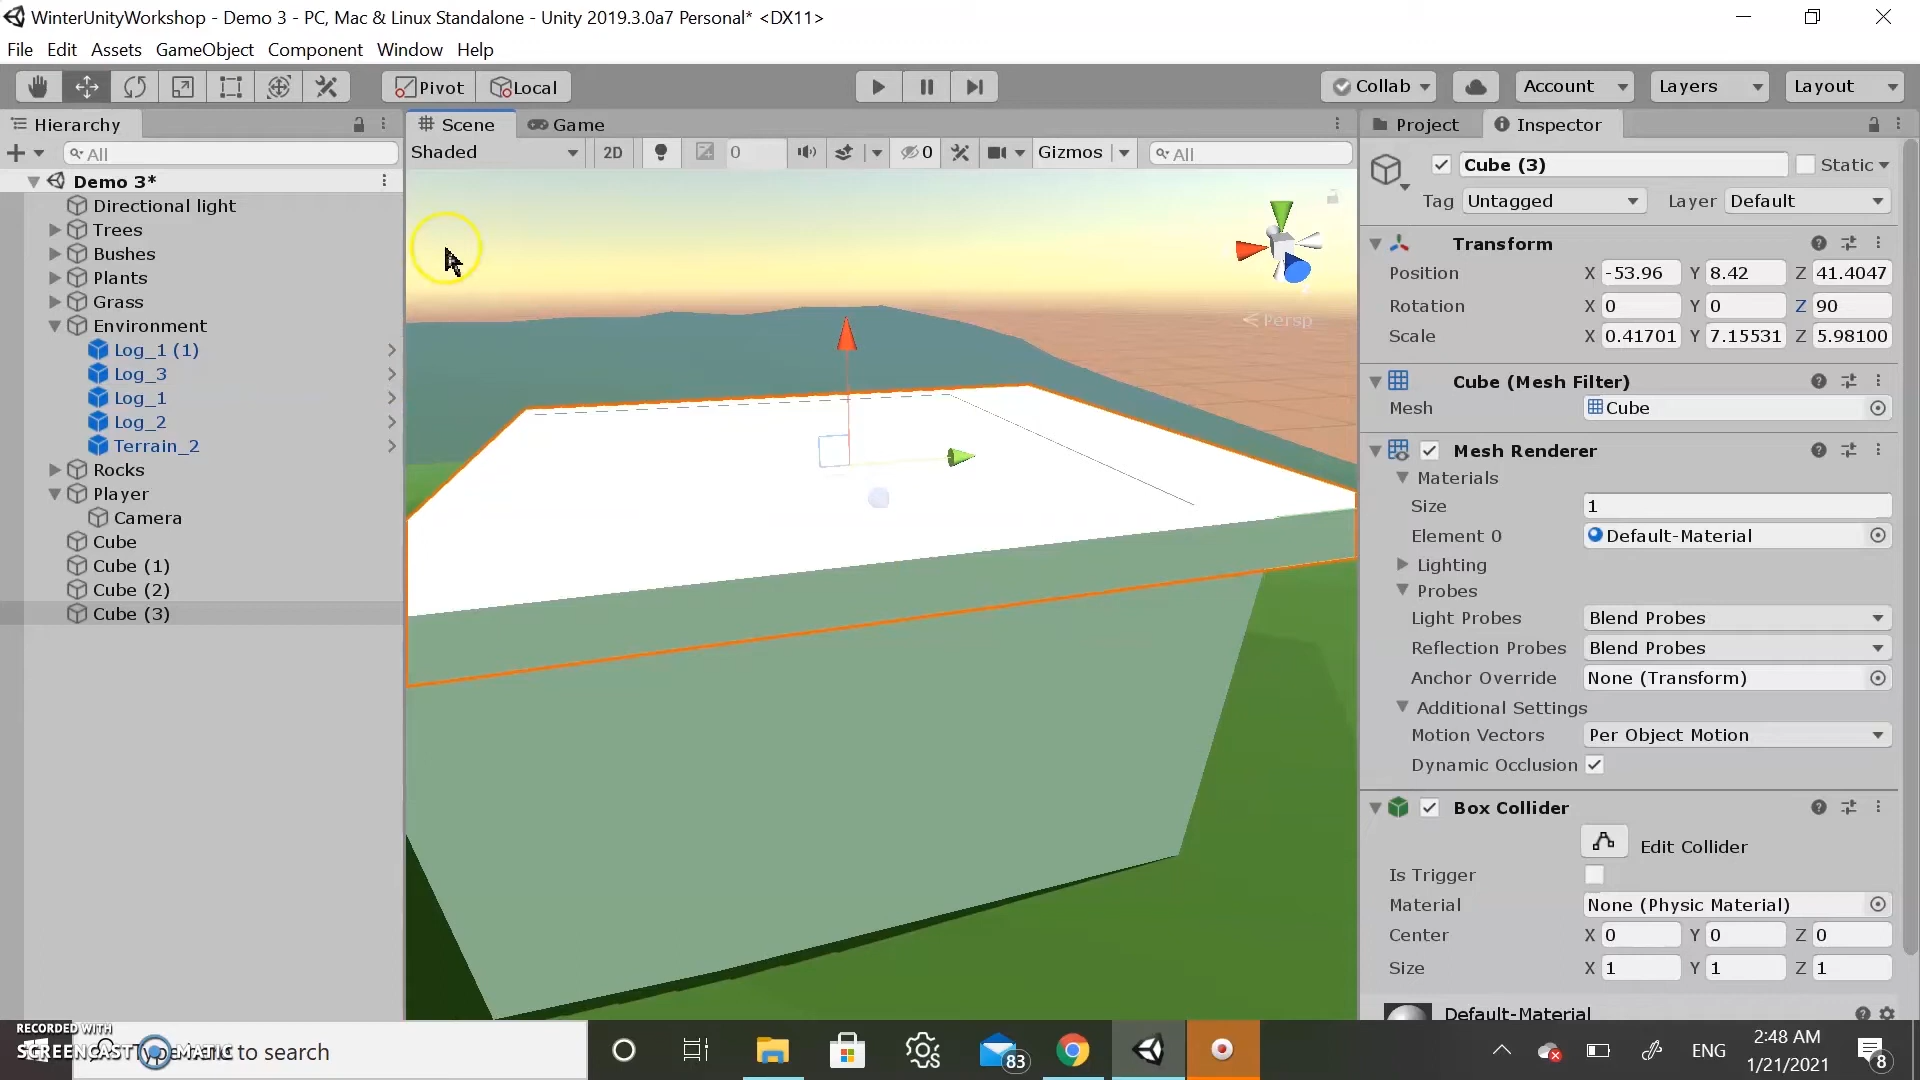 WinterUnityWorkshop - Demo 3 - PC, Mac & Linux Standalone - Unity 2019.3.0a7 Personal* <DX11>
File Edit Assets GameObject Component Window Help
Pivot Local Collab Account Layers Layout
Hierarchy
All
Demo 3*
Directional light
Trees
Bushes
Plants
Grass
Environment
Log_1 (1)
Log_3
Log_1
Log_2
Terrain_2
Rocks
Player
Camera
Cube
Cube (1)
Cube (2)
Cube (3)
Scene Game
Shaded 2D 0 0 Gizmos All
Persp
Project Inspector
Cube (3) Static
Tag Untagged Layer Default
Transform
Position X -53.96 Y 8.42 Z 41.4047
Rotation X 0 Y 0 Z 90
Scale X 0.41701 Y 7.15531 Z 5.98100
Cube (Mesh Filter)
Mesh Cube
Mesh Renderer
Materials
Size 1
Element 0 Default-Material
Lighting
Probes
Light Probes Blend Probes
Reflection Probes Blend Probes
Anchor Override None (Transform)
Additional Settings
Motion Vectors Per Object Motion
Dynamic Occlusion
Box Collider
Edit Collider
Is Trigger
Material None (Physic Material)
Center X 0 Y 0 Z 0
Size X 1 Y 1 Z 1
Default-Material
RECORDED WITH
SCREENCAST MATIC
to search
83
ENG
2:48 AM
1/21/2021
8